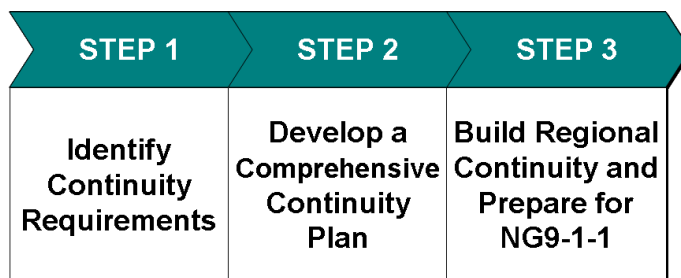 STEP 1
STEP 2
STEP 3
Identify
Continuity
Requirements
Develop a
Comprehensive
Continuity
Plan
Build Regional
Continuity and
Prepare for
NG9-1-1